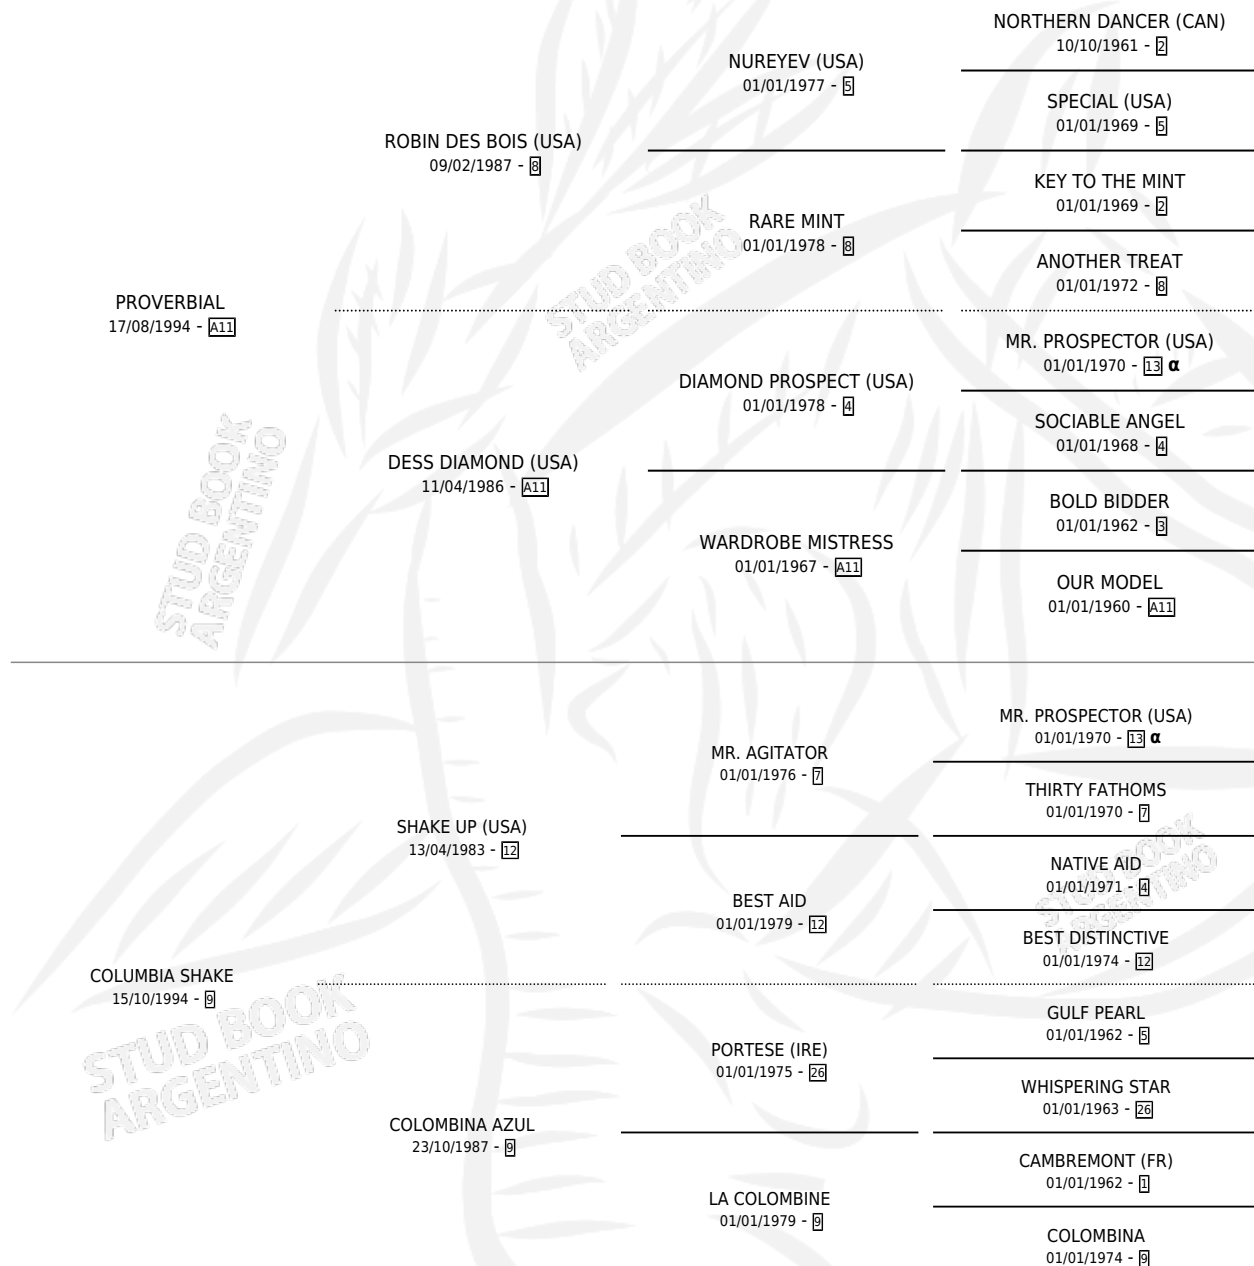 NORTHERN DANCER (CAN)
10/10/1961 - 2
NUREYEV (USA)
01/01/1977 - 5
SPECIAL (USA)
01/01/1969 - 5
ROBIN DES BOIS (USA)
09/02/1987 - 8
KEY TO THE MINT
01/01/1969 - 2
RARE MINT
01/01/1978 - 8
ANOTHER TREAT
01/01/1972 - 8
PROVERBIAL
17/08/1994 - A11
MR. PROSPECTOR (USA)
01/01/1970 - 13 α
DIAMOND PROSPECT (USA)
01/01/1978 - 4
SOCIABLE ANGEL
01/01/1968 - 4
DESS DIAMOND (USA)
11/04/1986 - A11
BOLD BIDDER
01/01/1962 - 3
WARDROBE MISTRESS
01/01/1967 - A11
OUR MODEL
01/01/1960 - A11
MR. PROSPECTOR (USA)
01/01/1970 - 13 α
MR. AGITATOR
01/01/1976 - 7
THIRTY FATHOMS
01/01/1970 - 7
SHAKE UP (USA)
13/04/1983 - 12
NATIVE AID
01/01/1971 - 4
BEST AID
01/01/1979 - 12
BEST DISTINCTIVE
01/01/1974 - 12
COLUMBIA SHAKE
15/10/1994 - 9
GULF PEARL
01/01/1962 - 5
PORTESE (IRE)
01/01/1975 - 26
WHISPERING STAR
01/01/1963 - 26
COLOMBINA AZUL
23/10/1987 - 9
CAMBREMONT (FR)
01/01/1962 - 1
LA COLOMBINE
01/01/1979 - 9
COLOMBINA
01/01/1974 - 9
STUD BOOK
ARGENTINO
STUD BOOK
ARGENTINO
STUD BOOK
ARGENTINO
STUD BOOK
ARGENTINO